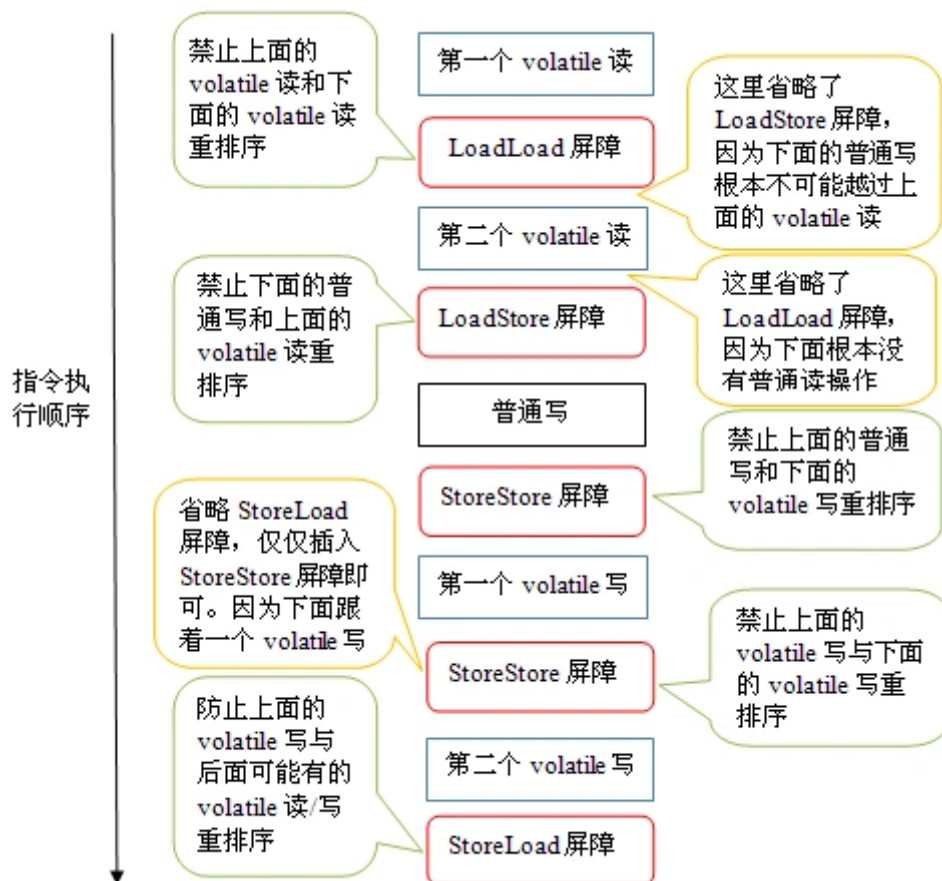 禁止上面的
volatile 读和下
面的 volatile 读
重排序
第一个 volatile 读
这里省略了
LoadStore 屏障，
因为下面的普通写
根本不可能越过上
面的 volatile 读
LoadLoad 屏障
第二个 volatile 读
禁止下面的普
通写和上面的
volatile 读重
排序
这里省略了
LoadLoad 屏障，
因为下面根本没
有普通读操作
LoadStore 屏障
指令执
行顺序
普通写
禁止上面的普通
写和下面的
volatile 写重排序
StoreStore 屏障
省略 StoreLoad
屏障，仅仅插入
StoreStore 屏障即
可。因为下面跟
着一个 volatile 写
第一个 volatile 写
禁止上面的
volatile 写与下面
的 volatile 写重
排序
StoreStore 屏障
防止上面的
volatile 写与
后面可能有的
volatile 读/写
重排序
第二个 volatile 写
StoreLoad 屏障